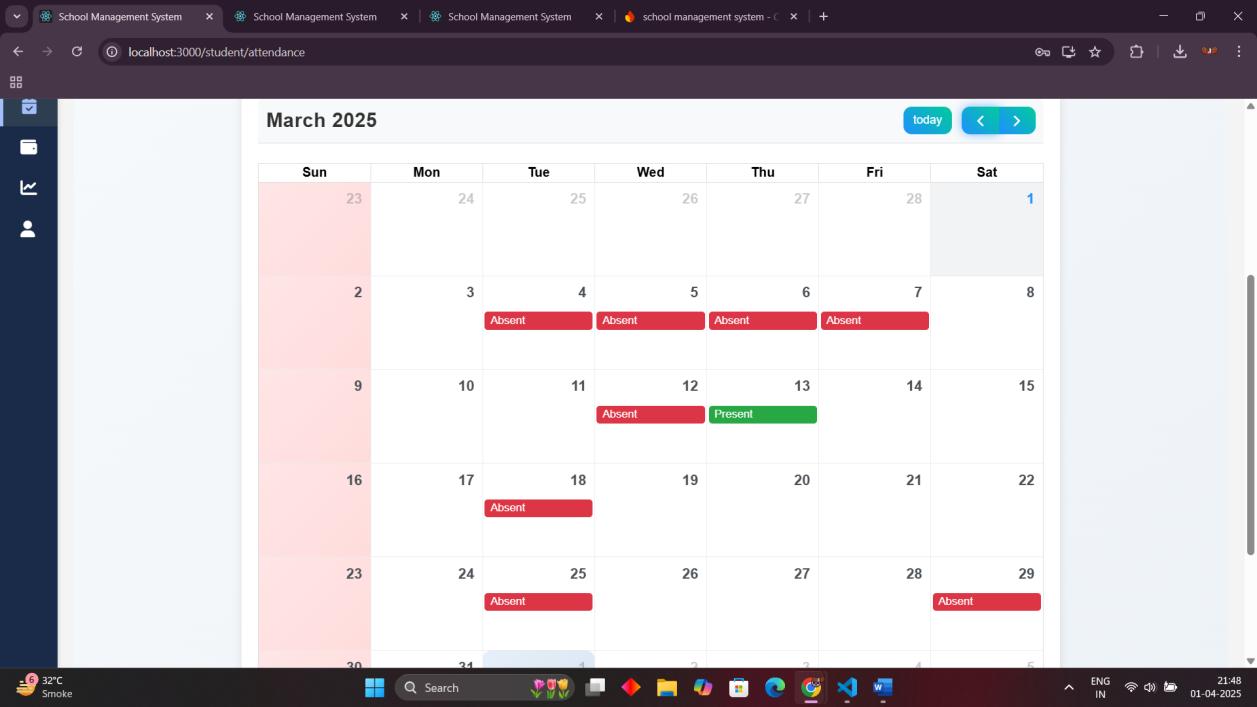 School Management System
School Management System
School Management System
school management system - C
localhost:3000/student/attendance
March 2025
today
Sun Mon Tue Wed Thu Fri Sat
23 24 25 26 27 28 1
2 3 4 5 6 7 8
Absent Absent Absent Absent
9 10 11 12 13 14 15
Absent Present
16 17 18 19 20 21 22
Absent
23 24 25 26 27 28 29
Absent Absent
30 31 1 2 3 4 5
6
32°C
Smoke
Search
ENG
IN
21:48
01-04-2025